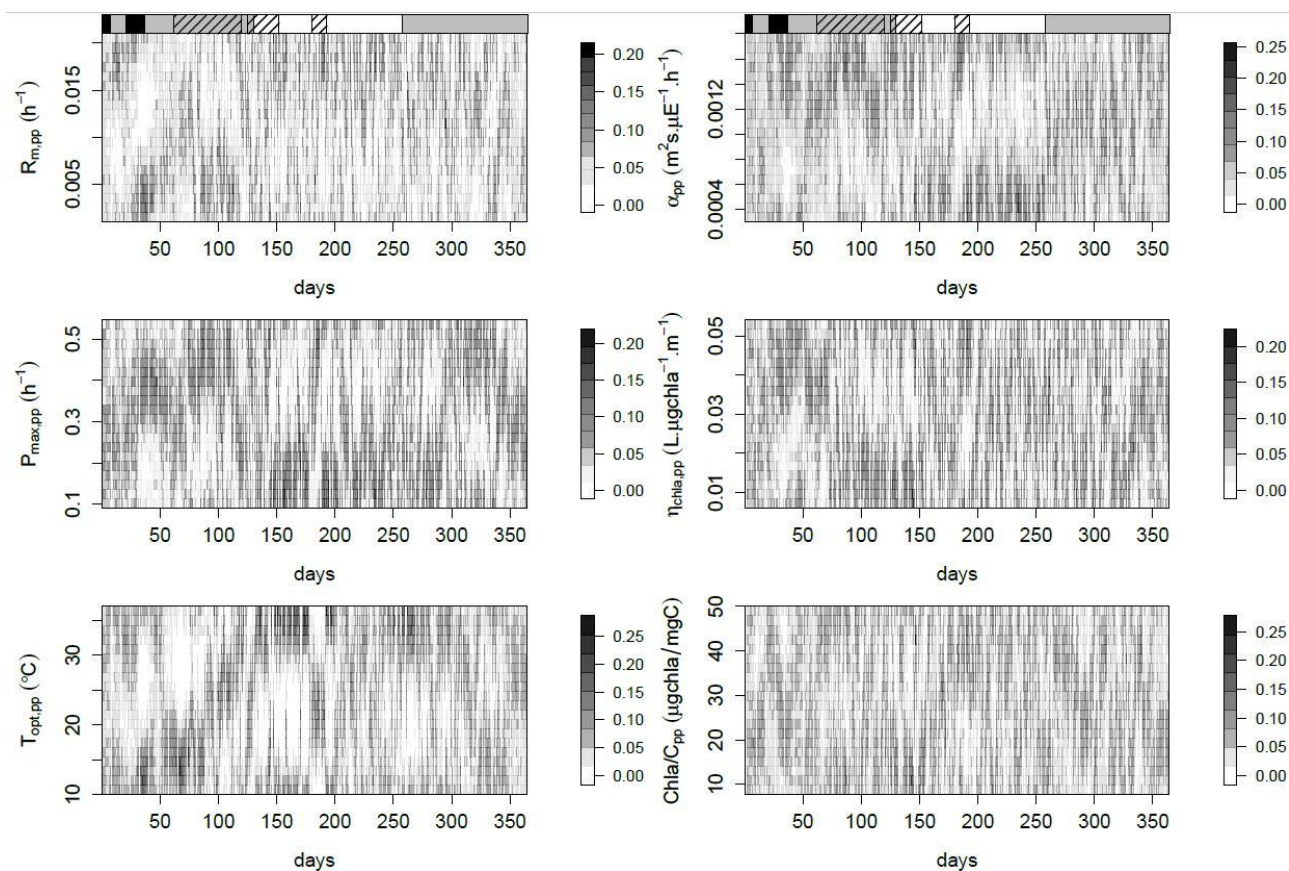 R_m,pp (h⁻¹)
0.005 0.015
50 100 150 200 250 300 350
days
0.20
0.15
0.10
0.05
0.00
α_pp (m²s.µE⁻¹.h⁻¹)
0.0004 0.0012
50 100 150 200 250 300 350
days
0.25
0.20
0.15
0.10
0.05
0.00
P_max,pp (h⁻¹)
0.1 0.3 0.5
50 100 150 200 250 300 350
days
0.20
0.15
0.10
0.05
0.00
η_chla,pp (L.µgchla⁻¹.m⁻¹)
0.01 0.03 0.05
50 100 150 200 250 300 350
days
0.20
0.15
0.10
0.05
0.00
T_opt,pp (°C)
10 20 30
50 100 150 200 250 300 350
days
0.25
0.20
0.15
0.10
0.05
0.00
Chla/C_pp (µgchla/mgC)
10 20 30 40 50
50 100 150 200 250 300 350
days
0.25
0.20
0.15
0.10
0.05
0.00